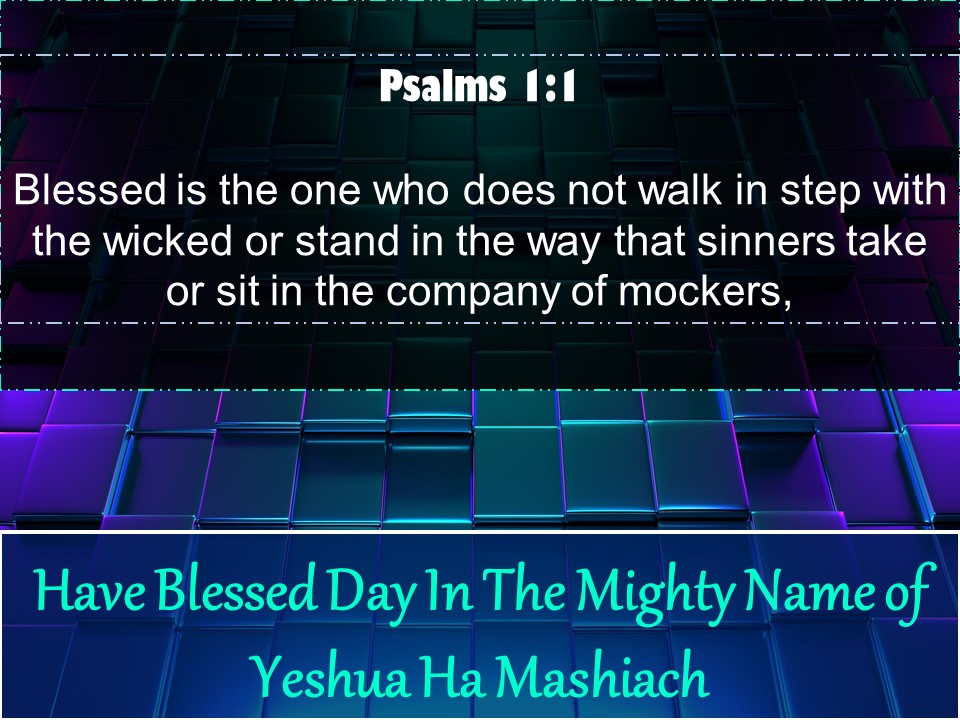 Psalms 1:1
Blessed is the one who does not walk in step with
the wicked or stand in the way that sinners take
or sit in the company of mockers,
Have Blessed Day In The Mighty Name of
Yeshua Ha Mashiach